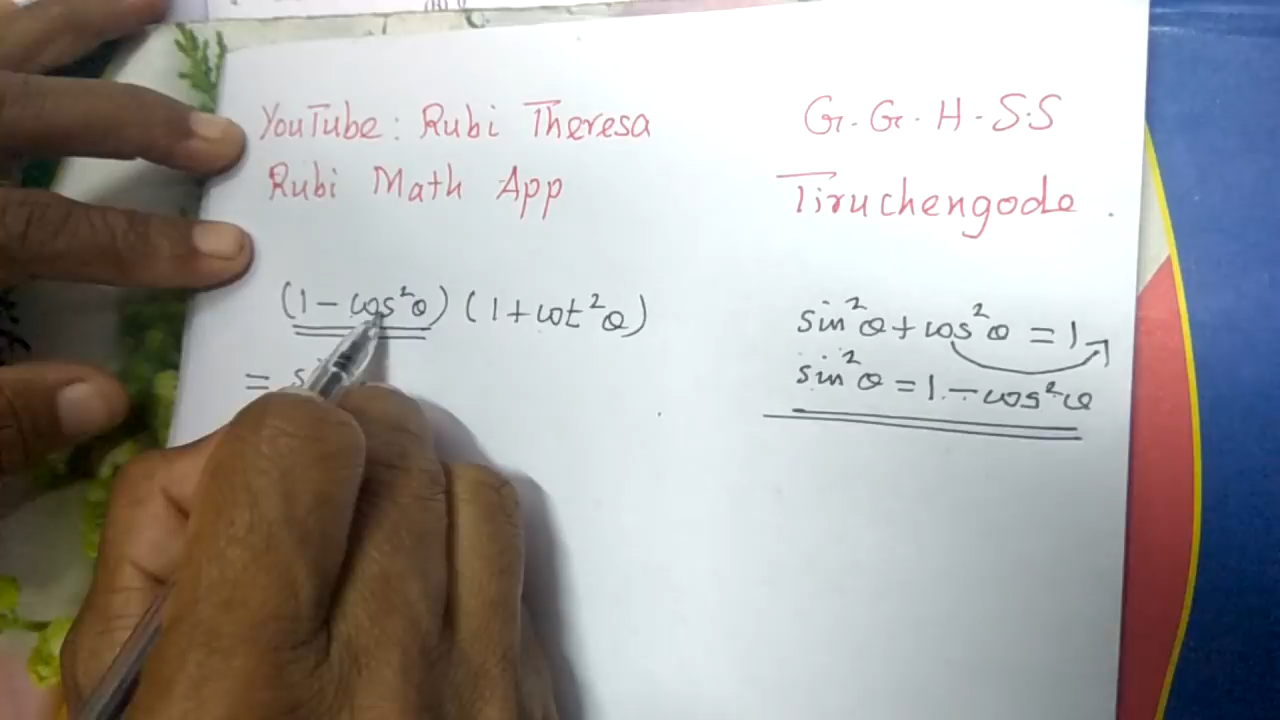 YouTube: Rubi Theresa
Rubi Math App
G.G.H.S.S
Tiruchengode.
(1-cos²θ)(1+cot²θ)
= s
sin²θ+cos²θ=1
sin²θ=1-cos²θ